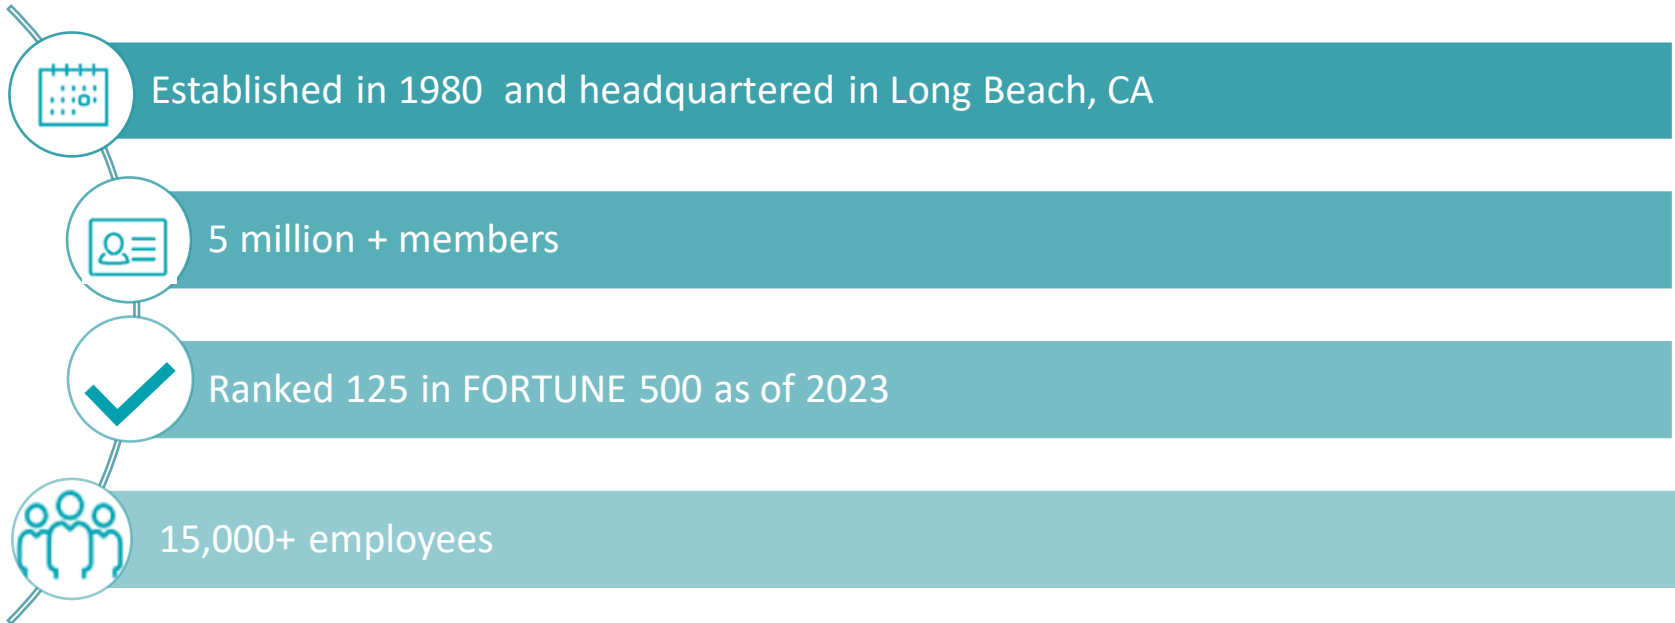 Established in 1980  and headquartered in Long Beach, CA
5 million + members
Ranked 125 in FORTUNE 500 as of 2023
15,000+ employees